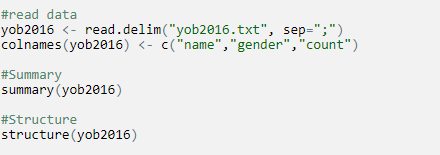 #read data
yob2016 <- read.delim("yob2016.txt", sep=";")
colnames(yob2016) <- c("name","gender","count")
#Summary
summary(yob2016)
#Structure
structure(yob2016)